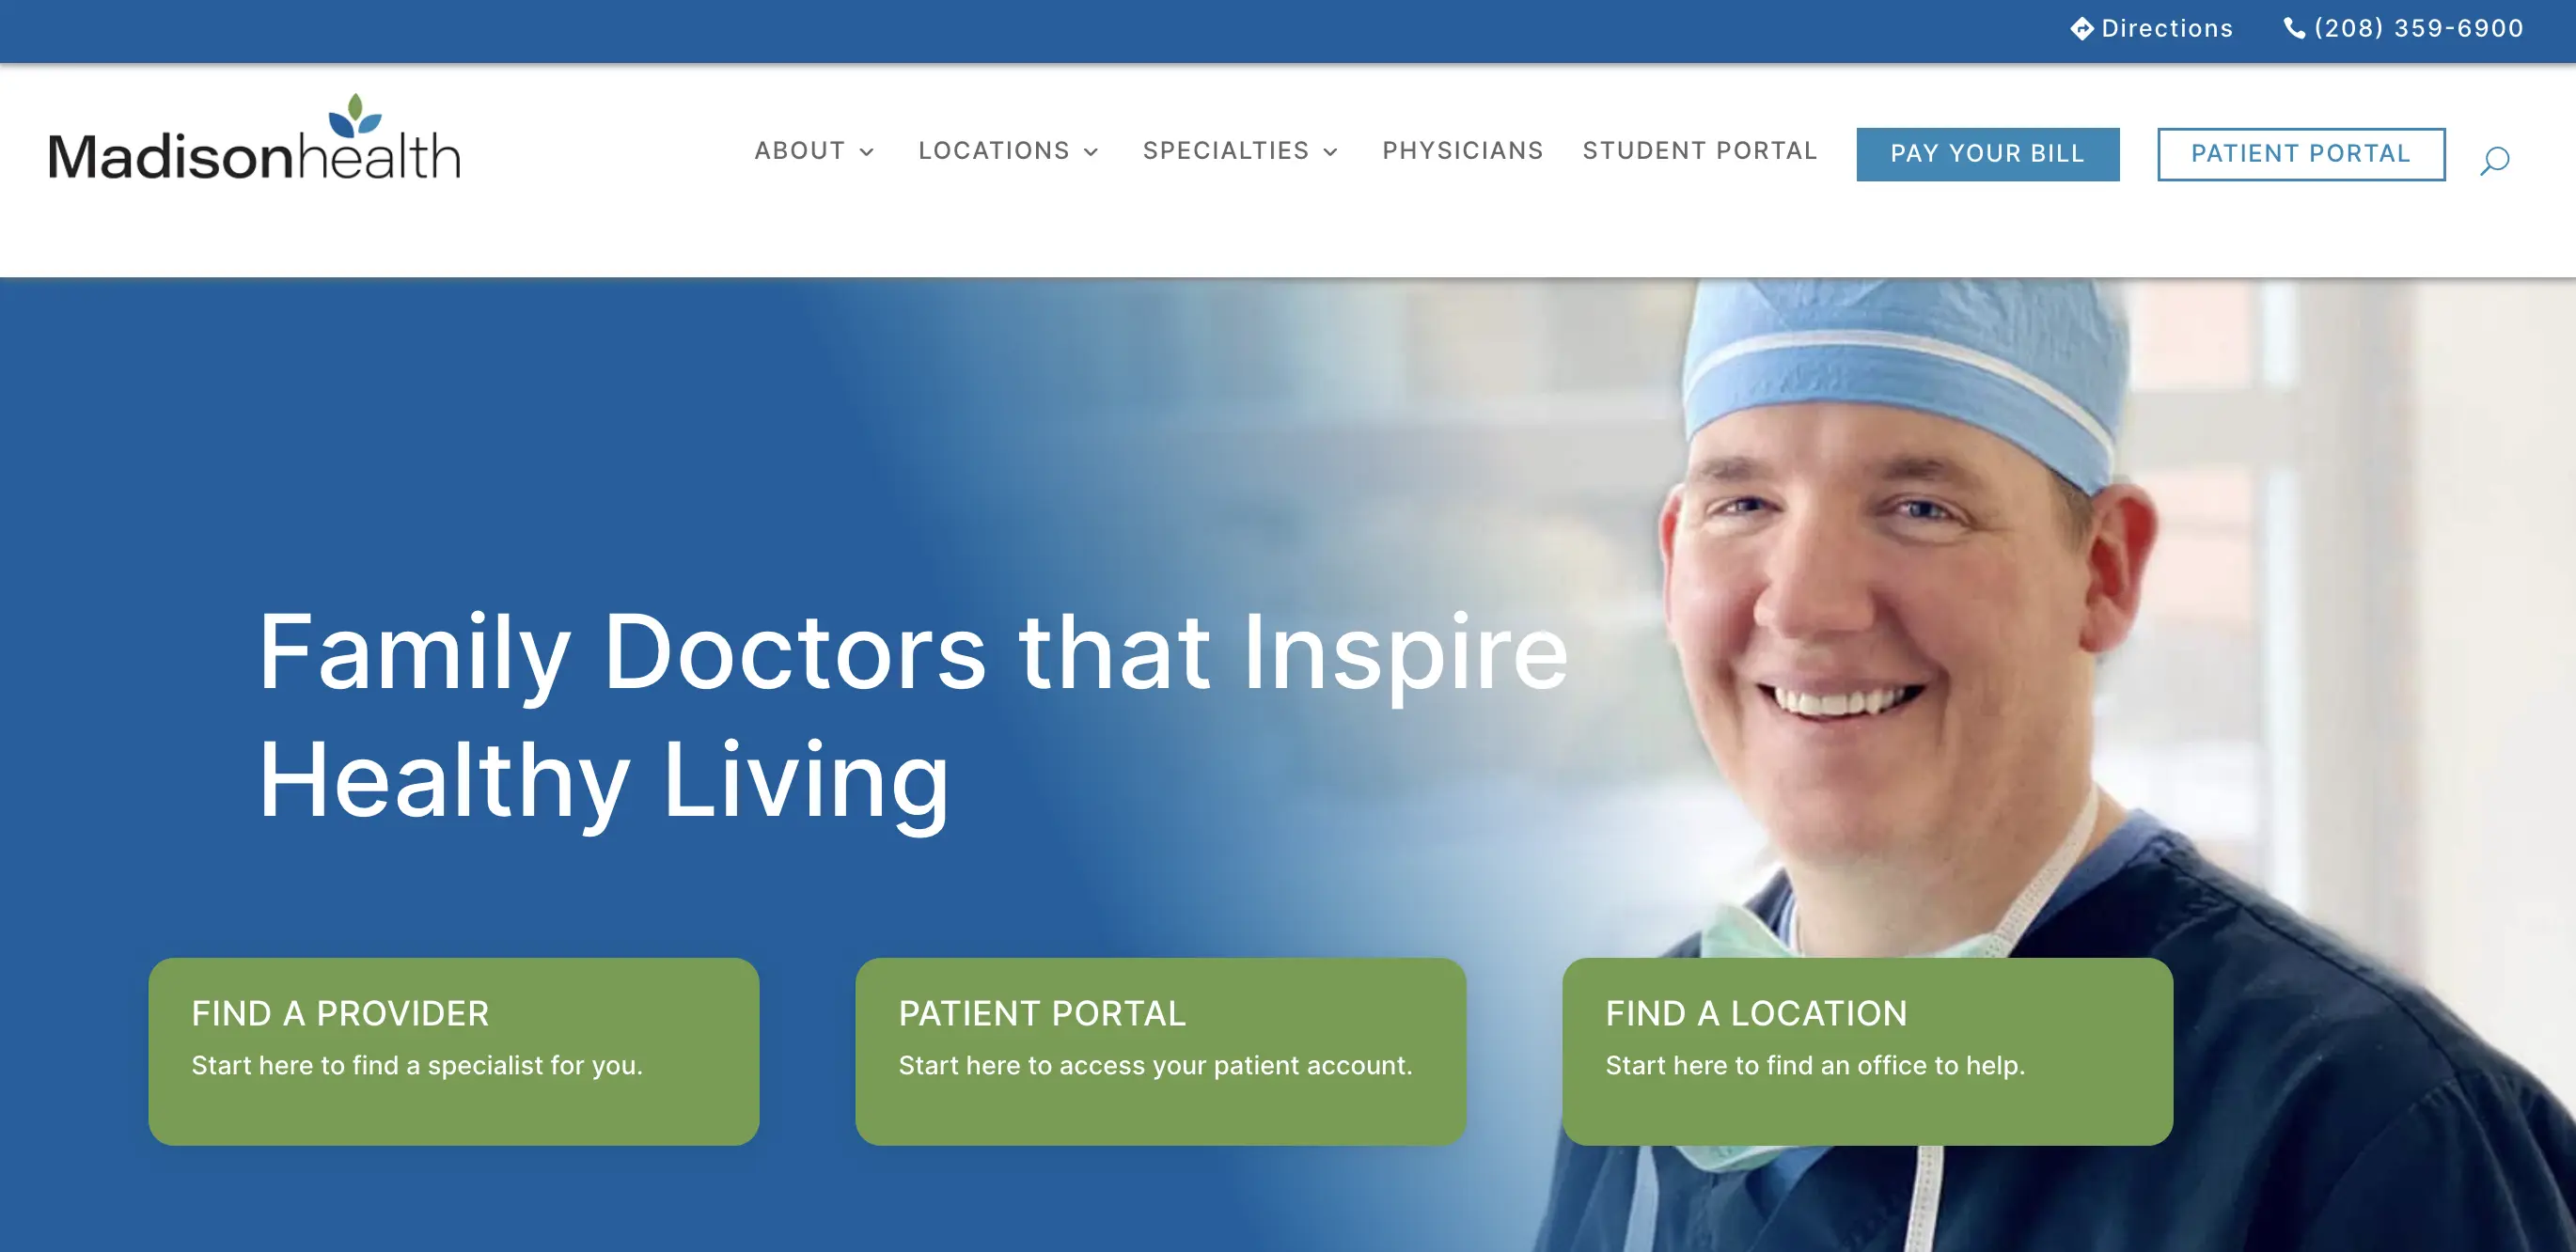 Directions
(208) 359-6900
Madisonhealth
ABOUT
LOCATIONS
SPECIALTIES
PHYSICIANS
STUDENT PORTAL
PAY YOUR BILL
PATIENT PORTAL
Family Doctors that Inspire
Healthy Living
FIND A PROVIDER
Start here to find a specialist for you.
PATIENT PORTAL
Start here to access your patient account.
FIND A LOCATION
Start here to find an office to help.